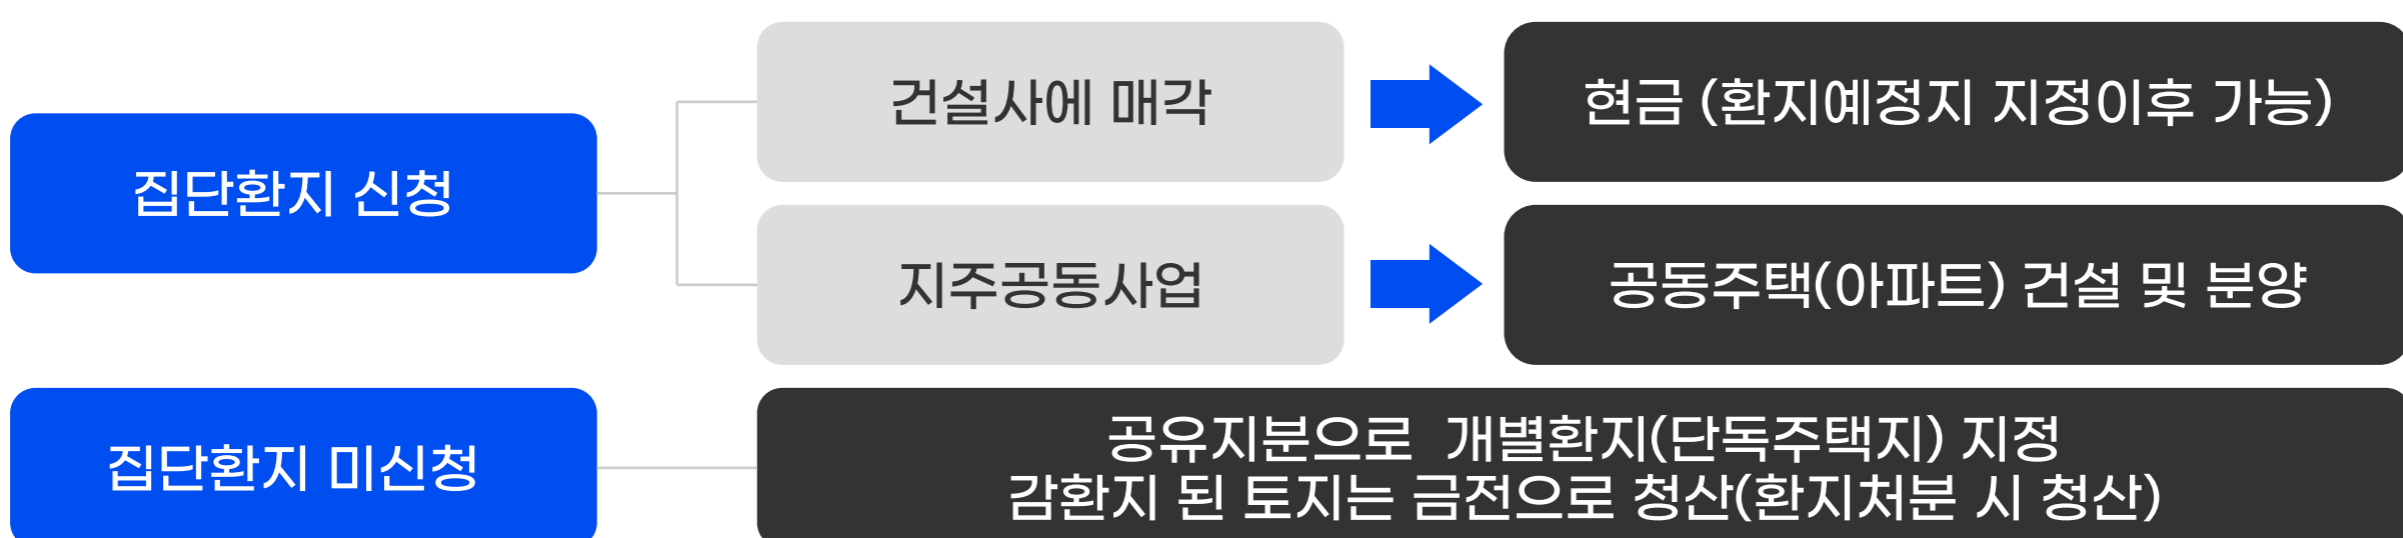 집단환지 신청
건설사에 매각
현금 (환지예정지 지정이후 가능)
지주공동사업
공동주택(아파트) 건설 및 분양
집단환지 미신청
공유지분으로 개별환지(단독주택지) 지정
감환지 된 토지는 금전으로 청산(환지처분 시 청산)